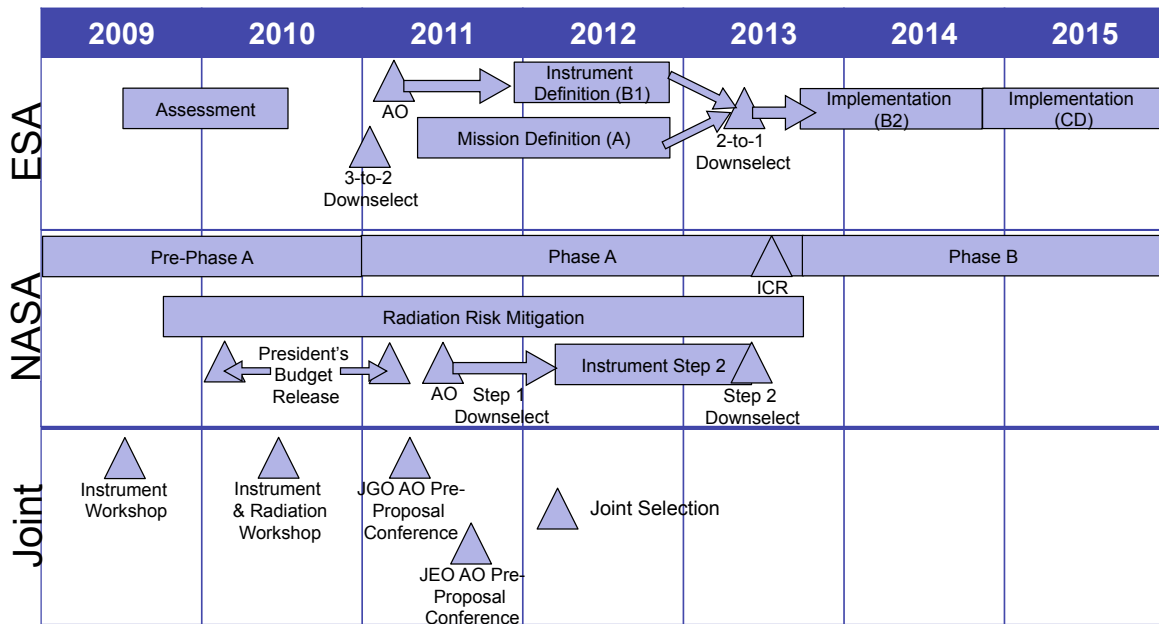 2009 2010 2011 2012 2013 2014 2015
ESA
Assessment
AO
3-to-2
Downselect
Instrument
Definition (B1)
Mission Definition (A)
2-to-1
Downselect
Implementation
(B2)
Implementation
(CD)
NASA
Pre-Phase A
Phase A
ICR
Phase B
Radiation Risk Mitigation
President's
Budget
Release
AO
Step 1
Downselect
Instrument Step 2
Step 2
Downselect
Joint
Instrument
Workshop
Instrument
& Radiation
Workshop
JGO AO Pre-
Proposal
Conference
JEO AO Pre-
Proposal
Conference
Joint Selection